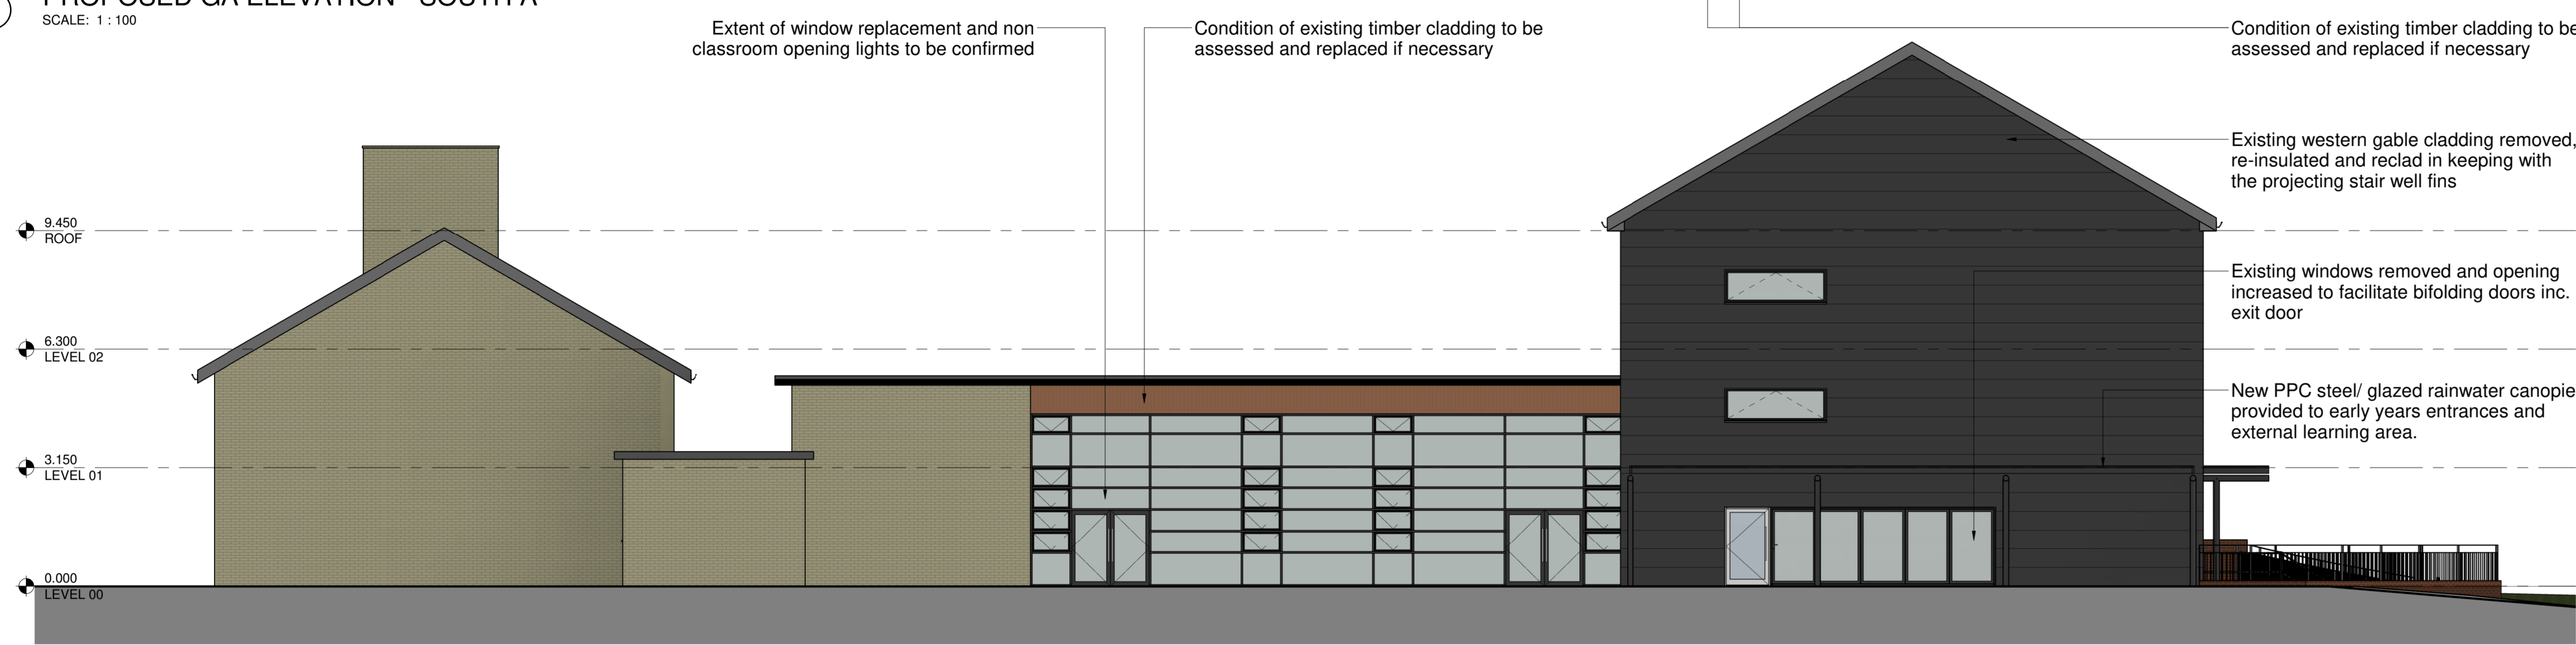 PROPOSED GA ELEVATION - SOUTH A
SCALE: 1 : 100
Extent of window replacement and non
classroom opening lights to be confirmed
Condition of existing timber cladding to be
assessed and replaced if necessary
Condition of existing timber cladding to be
assessed and replaced if necessary
Existing western gable cladding removed,
re-insulated and reclad in keeping with
the projecting stair well fins
Existing windows removed and opening
increased to facilitate bifolding doors inc.
exit door
New PPC steel/ glazed rainwater canopie
provided to early years entrances and
external learning area.
9.450
ROOF
6.300
LEVEL 02
3.150
LEVEL 01
0.000
LEVEL 00